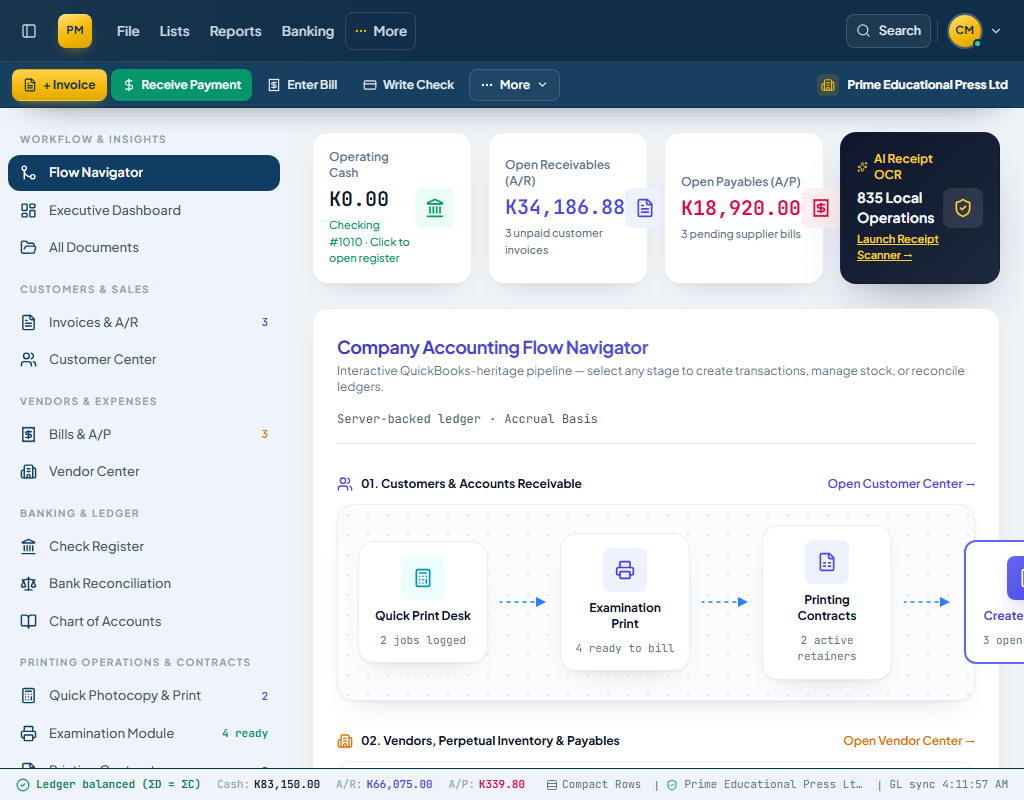 PM File Lists Reports Banking ··· More Search CM
+ Invoice Receive Payment Enter Bill Write Check ··· More Prime Educational Press Ltd
WORKFLOW & INSIGHTS
Flow Navigator
Executive Dashboard
All Documents
CUSTOMERS & SALES
Invoices & A/R 3
Customer Center
VENDORS & EXPENSES
Bills & A/P 3
Vendor Center
BANKING & LEDGER
Check Register
Bank Reconciliation
Chart of Accounts
PRINTING OPERATIONS & CONTRACTS
Quick Photocopy & Print 2
Examination Module 4 ready
Operating
Cash
K0.00
Checking
#1010 · Click to
open register
Open Receivables
(A/R)
K34,186.88
3 unpaid customer
invoices
Open Payables (A/P)
K18,920.00
3 pending supplier bills
AI Receipt
OCR
835 Local
Operations
Launch Receipt
Scanner →
Company Accounting Flow Navigator
Interactive QuickBooks-heritage pipeline — select any stage to create transactions, manage stock, or reconcile
ledgers.
Server-backed ledger · Accrual Basis
01. Customers & Accounts Receivable Open Customer Center →
Quick Print Desk
2 jobs logged
Examination
Print
4 ready to bill
Printing
Contracts
2 active
retainers
Create
3 open
02. Vendors, Perpetual Inventory & Payables Open Vendor Center →
Ledger balanced (ΣD = ΣC) Cash: K83,150.00 A/R: K66,075.00 A/P: K339.80 Compact Rows | Prime Educational Press Lt… | GL sync 4:11:57 AM